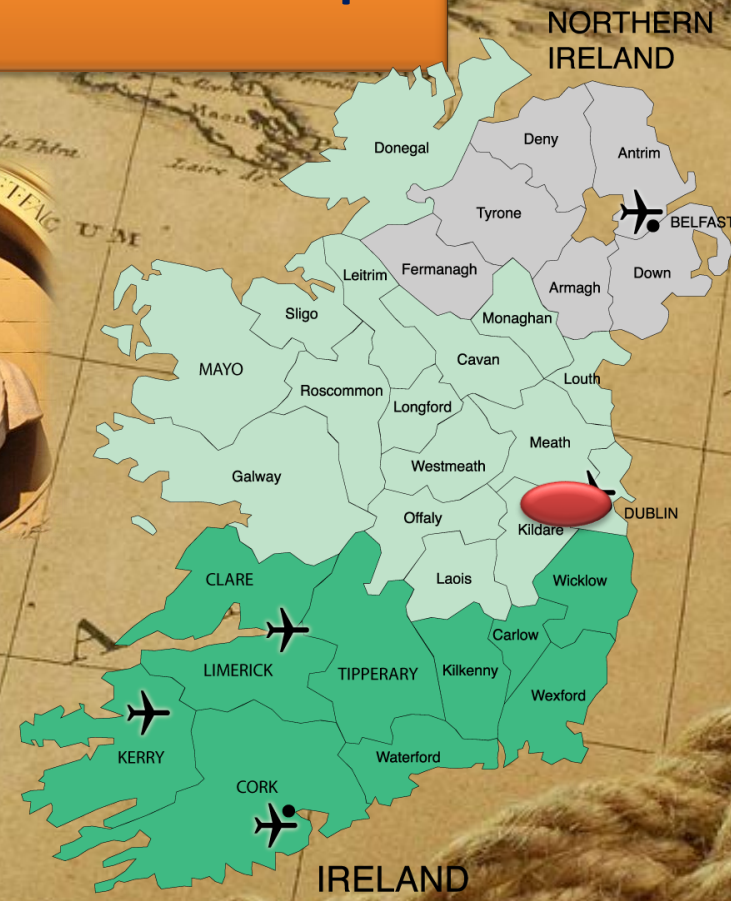 NORTHERN
IRELAND
Donegal
Deny
Antrim
Tyrone
BELFAST
Fermanagh
Leitrim
Armagh
Down
Sligo
Monaghan
MAYO
Cavan
Roscommon
Louth
Longford
Meath
Westmeath
Galway
Offaly
DUBLIN
Kildare
CLARE
Laois
Wicklow
Carlow
LIMERICK
TIPPERARY
Kilkenny
Wexford
KERRY
Waterford
CORK
IRELAND
U M
A